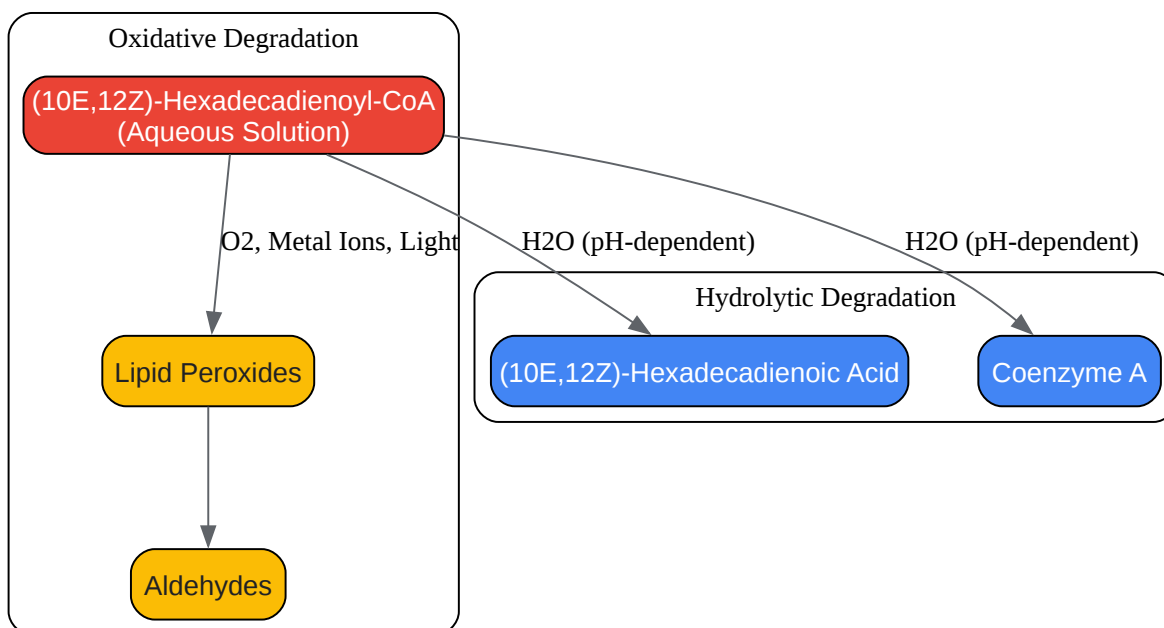 Oxidative Degradation
(10E,12Z)-Hexadecadienoyl-CoA
(Aqueous Solution)
O2, Metal Ions, Light
H2O (pH-dependent)
H2O (pH-dependent)
Hydrolytic Degradation
Lipid Peroxides
(10E,12Z)-Hexadecadienoic Acid
Coenzyme A
Aldehydes